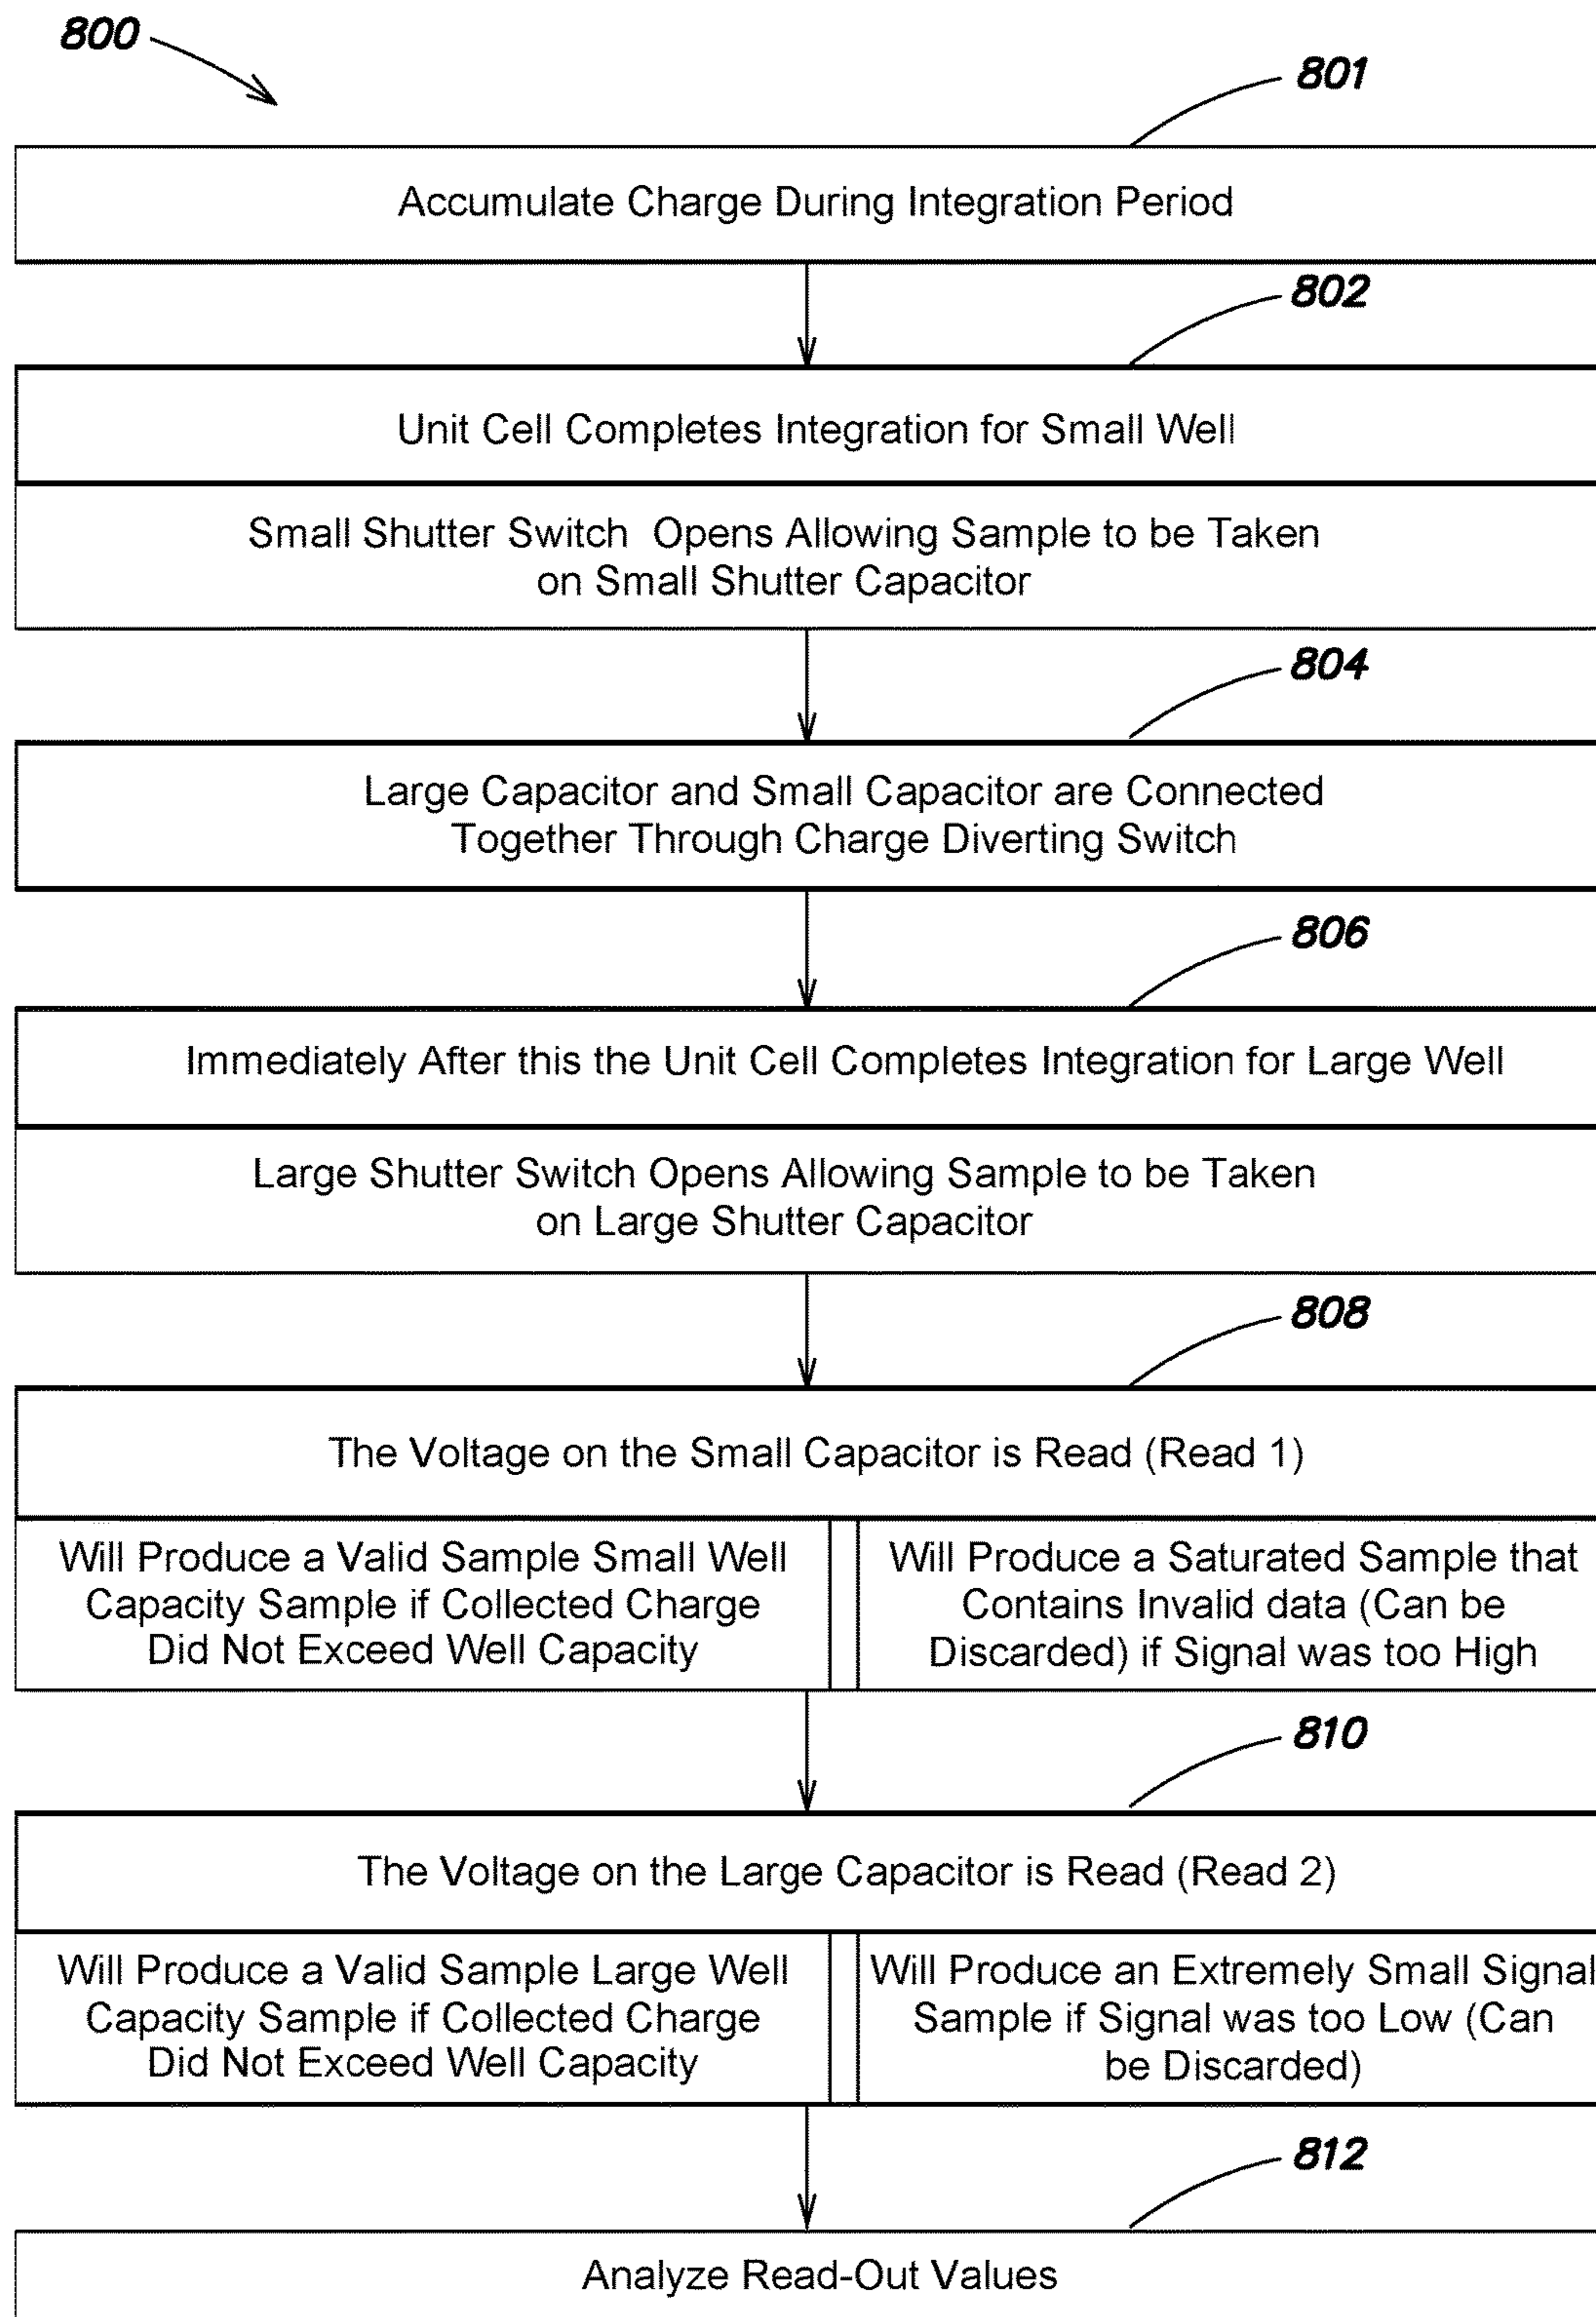 800
801
Accumulate Charge During Integration Period
802
Unit Cell Completes Integration for Small Well
Small Shutter Switch Opens Allowing Sample to be Taken
on Small Shutter Capacitor
804
Large Capacitor and Small Capacitor are Connected
Together Through Charge Diverting Switch
806
Immediately After this the Unit Cell Completes Integration for Large Well
Large Shutter Switch Opens Allowing Sample to be Taken
on Large Shutter Capacitor
808
The Voltage on the Small Capacitor is Read (Read 1)
Will Produce a Valid Sample Small Well
Capacity Sample if Collected Charge
Did Not Exceed Well Capacity
Will Produce a Saturated Sample that
Contains Invalid data (Can be
Discarded) if Signal was too High
810
The Voltage on the Large Capacitor is Read (Read 2)
Will Produce a Valid Sample Large Well
Capacity Sample if Collected Charge
Did Not Exceed Well Capacity
Will Produce an Extremely Small Signal
Sample if Signal was too Low (Can
be Discarded)
812
Analyze Read-Out Values